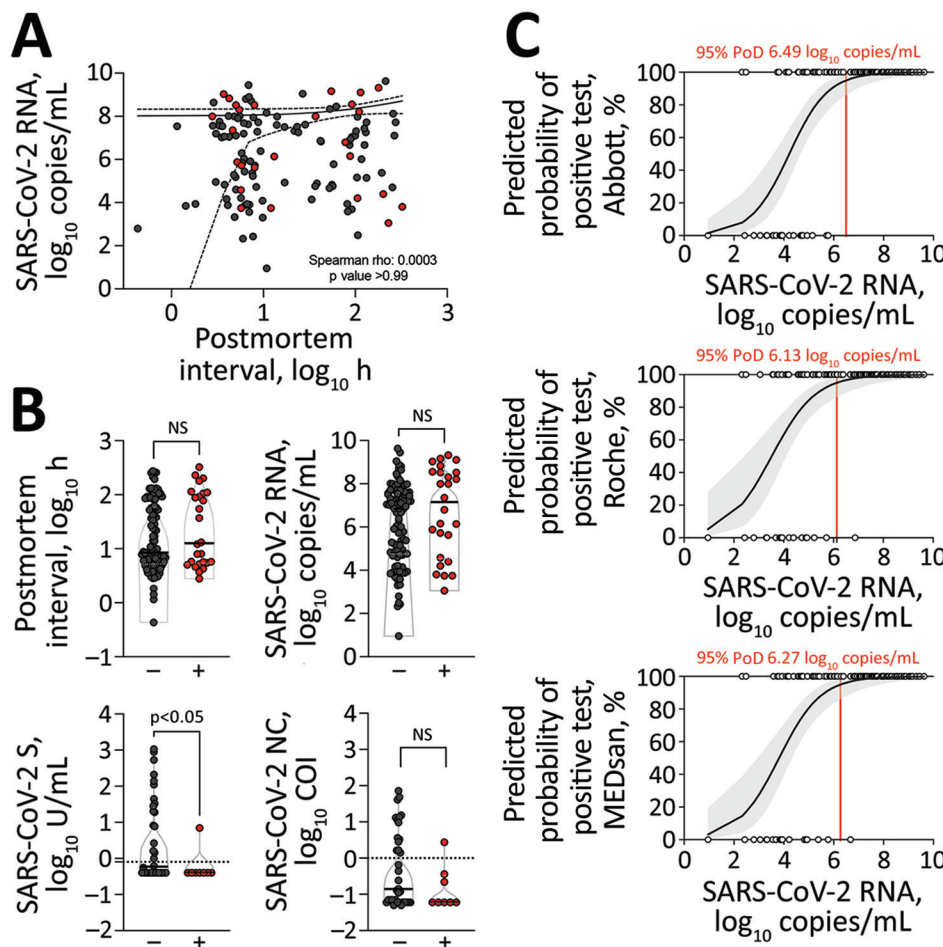 A
SARS-CoV-2 RNA,
log₁₀ copies/mL
10
8
6
4
2
0
0
1
2
3
Spearman rho: 0.0003
p value >0.99
Postmortem
interval, log₁₀ h
B
Postmortem
interval, log₁₀ h
3
2
1
0
–1
NS
–
+
SARS-CoV-2 RNA,
log₁₀ copies/mL
10
8
6
4
2
0
NS
–
+
SARS-CoV-2 S,
log₁₀ U/mL
4
3
2
1
0
–1
–2
p<0.05
–
+
SARS-CoV-2 NC,
log₁₀ COI
4
3
2
1
0
–1
–2
NS
–
+
C
95% PoD 6.49 log₁₀ copies/mL
Predicted
probability of
positive test,
Abbott, %
100
80
60
40
20
0
0
2
4
6
8
10
SARS-CoV-2 RNA,
log₁₀ copies/mL
95% PoD 6.13 log₁₀ copies/mL
Predicted
probability of
positive test,
Roche, %
100
80
60
40
20
0
0
2
4
6
8
10
SARS-CoV-2 RNA,
log₁₀ copies/mL
95% PoD 6.27 log₁₀ copies/mL
Predicted
probability of
positive test,
MEDsan, %
100
80
60
40
20
0
0
2
4
6
8
10
SARS-CoV-2 RNA,
log₁₀ copies/mL